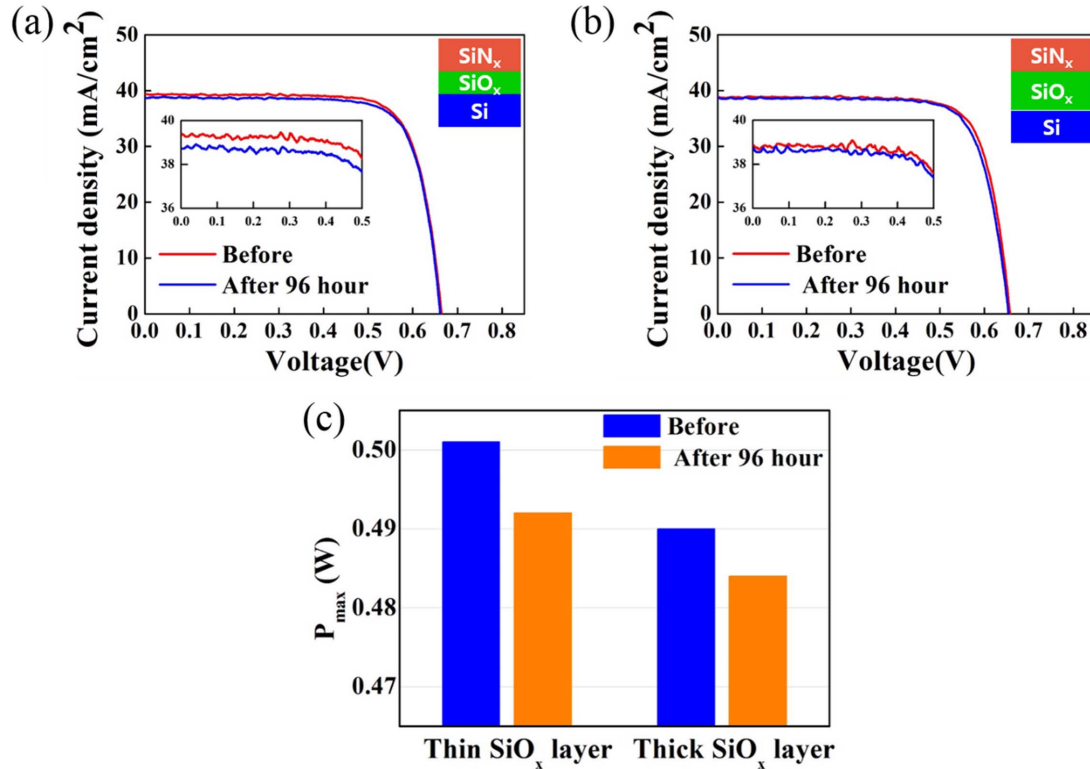 (a)
50
40
30
20
10
0
Current density (mA/cm²)
SiNₓ
SiOₓ
Si
40
38
36
0.0 0.1 0.2 0.3 0.4 0.5
Before
After 96 hour
0.0 0.1 0.2 0.3 0.4 0.5 0.6 0.7 0.8
Voltage(V)
(b)
50
40
30
20
10
0
Current density (mA/cm²)
SiNₓ
SiOₓ
Si
40
38
36
0.0 0.1 0.2 0.3 0.4 0.5
Before
After 96 hour
0.0 0.1 0.2 0.3 0.4 0.5 0.6 0.7 0.8
Voltage(V)
(c)
Before
After 96 hour
0.50
0.49
0.48
0.47
Pmax (W)
Thin SiOₓ layer Thick SiOₓ layer